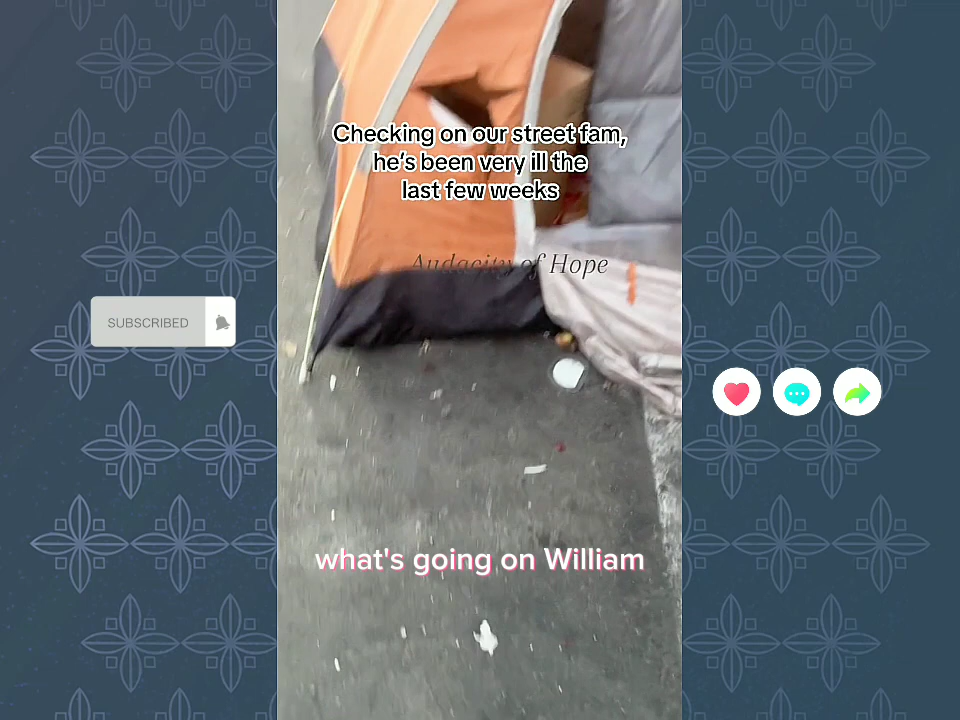 Checking on our street fam,
he's been very ill the
last few weeks
Audacity of Hope
SUBSCRIBED
what's going on William